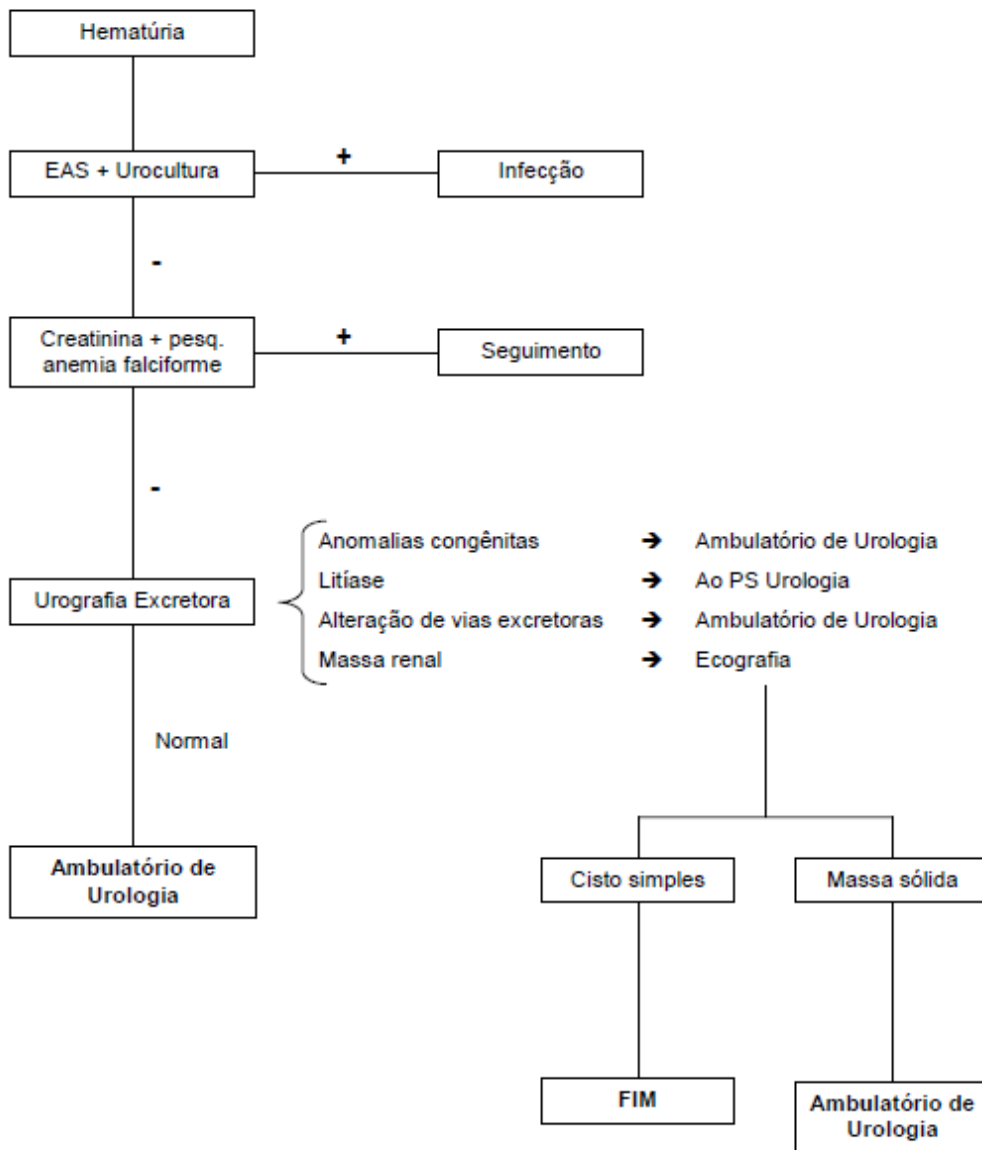 Hematúria
EAS + Urocultura
+
Infecção
-
Creatinina + pesq.
anemia falciforme
+
Seguimento
-
Urografia Excretora
Anomalias congênitas → Ambulatório de Urologia
Litíase → Ao PS Urologia
Alteração de vias excretoras → Ambulatório de Urologia
Massa renal → Ecografia
Normal
Ambulatório de
Urologia
Cisto simples
Massa sólida
FIM
Ambulatório de
Urologia